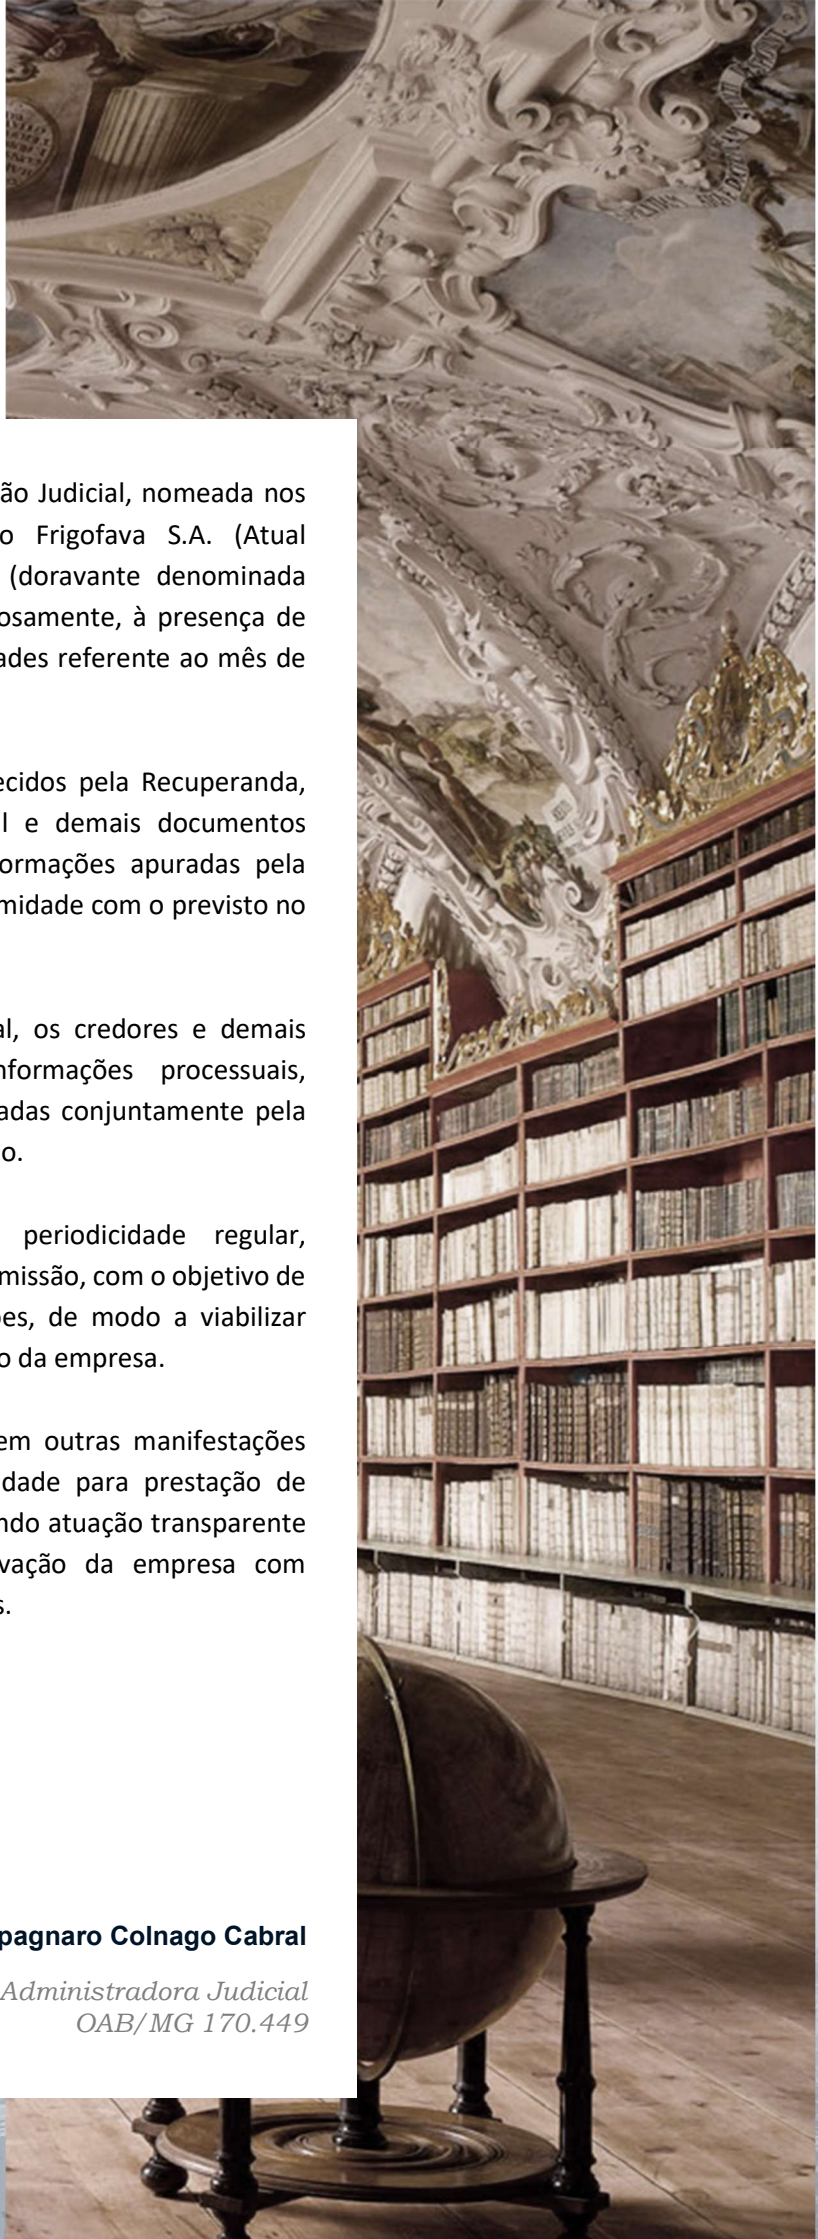 ão Judicial, nomeada nos
o Frigofava S.A. (Atual
(doravante denominada
osamente, à presença de
ades referente ao mês de
ecidos pela Recuperanda,
l e demais documentos
ormações apuradas pela
midade com o previsto no
al, os credores e demais
nformações processuais,
adas conjuntamente pela
o.
periodicidade regular,
missão, com o objetivo de
es, de modo a viabilizar
o da empresa.
em outras manifestações
dade para prestação de
ndo atuação transparente
vação da empresa com
s.
pagnaro Colnago Cabral
Administradora Judicial
OAB/MG 170.449